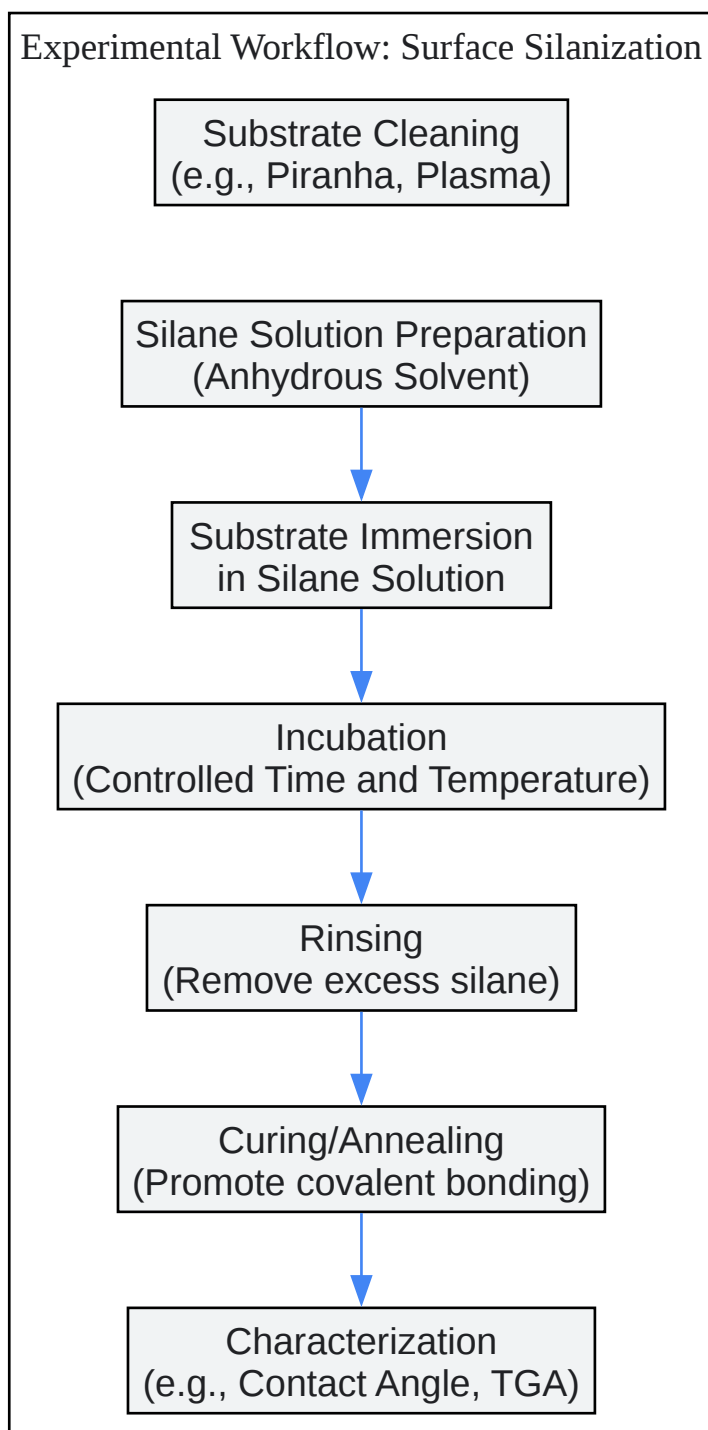 Experimental Workflow: Surface Silanization
Substrate Cleaning
(e.g., Piranha, Plasma)
Silane Solution Preparation
(Anhydrous Solvent)
Substrate Immersion
in Silane Solution
Incubation
(Controlled Time and Temperature)
Rinsing
(Remove excess silane)
Curing/Annealing
(Promote covalent bonding)
Characterization
(e.g., Contact Angle, TGA)